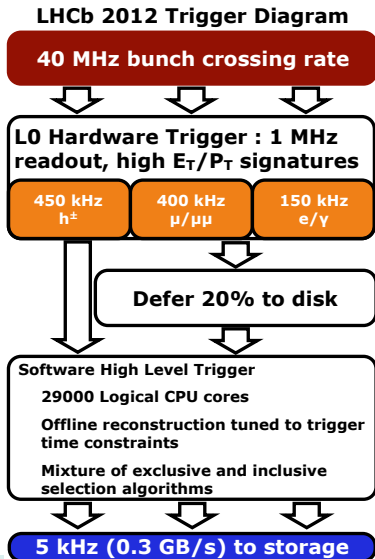 LHCb 2012 Trigger Diagram
40 MHz bunch crossing rate
L0 Hardware Trigger : 1 MHz
readout, high E_T/P_T signatures
450 kHz
h±
400 kHz
µ/µµ
150 kHz
e/γ
Defer 20% to disk
Software High Level Trigger
29000 Logical CPU cores
Offline reconstruction tuned to trigger
time constraints
Mixture of exclusive and inclusive
selection algorithms
5 kHz (0.3 GB/s) to storage